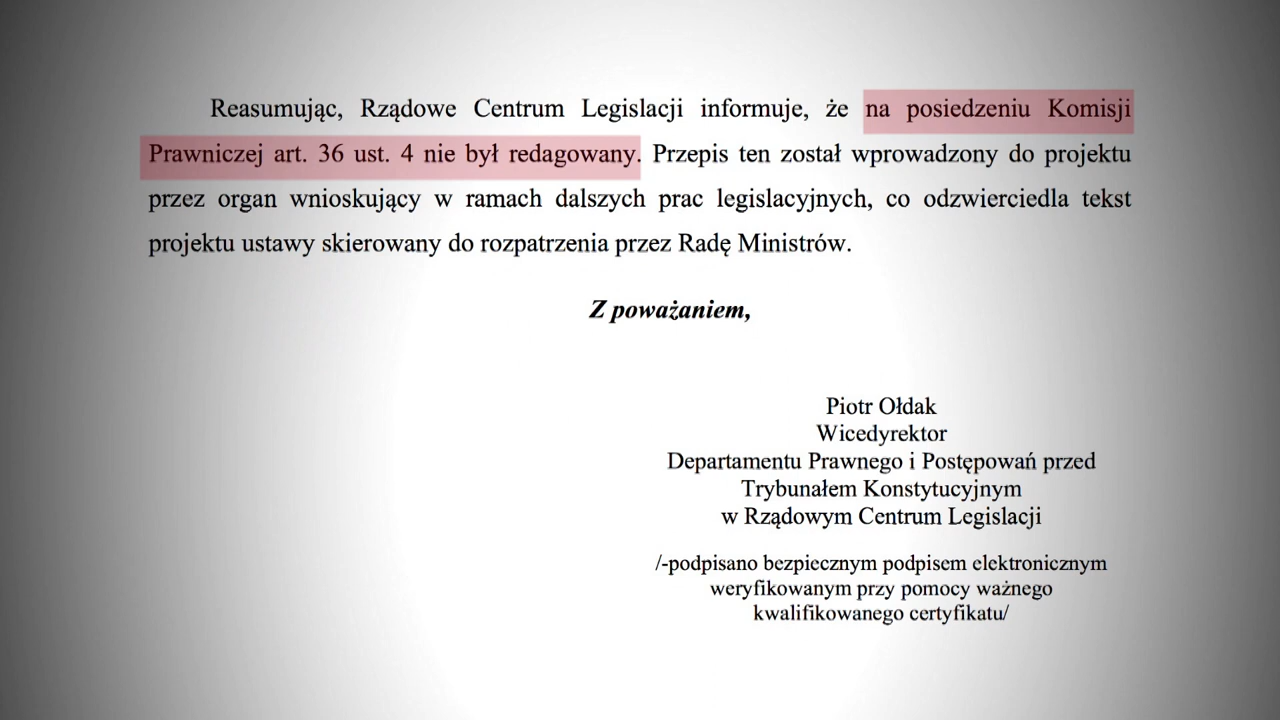 Reasumując, Rządowe Centrum Legislacji informuje, że na posiedzeniu Komisji
Prawniczej art. 36 ust. 4 nie był redagowany. Przepis ten został wprowadzony do projektu
przez organ wnioskujący w ramach dalszych prac legislacyjnych, co odzwierciedla tekst
projektu ustawy skierowany do rozpatrzenia przez Radę Ministrów.
Z poważaniem,
Piotr Ołdak
Wicedyrektor
Departamentu Prawnego i Postępowań przed
Trybunałem Konstytucyjnym
w Rządowym Centrum Legislacji
/-podpisano bezpiecznym podpisem elektronicznym
weryfikowanym przy pomocy ważnego
kwalifikowanego certyfikatu/